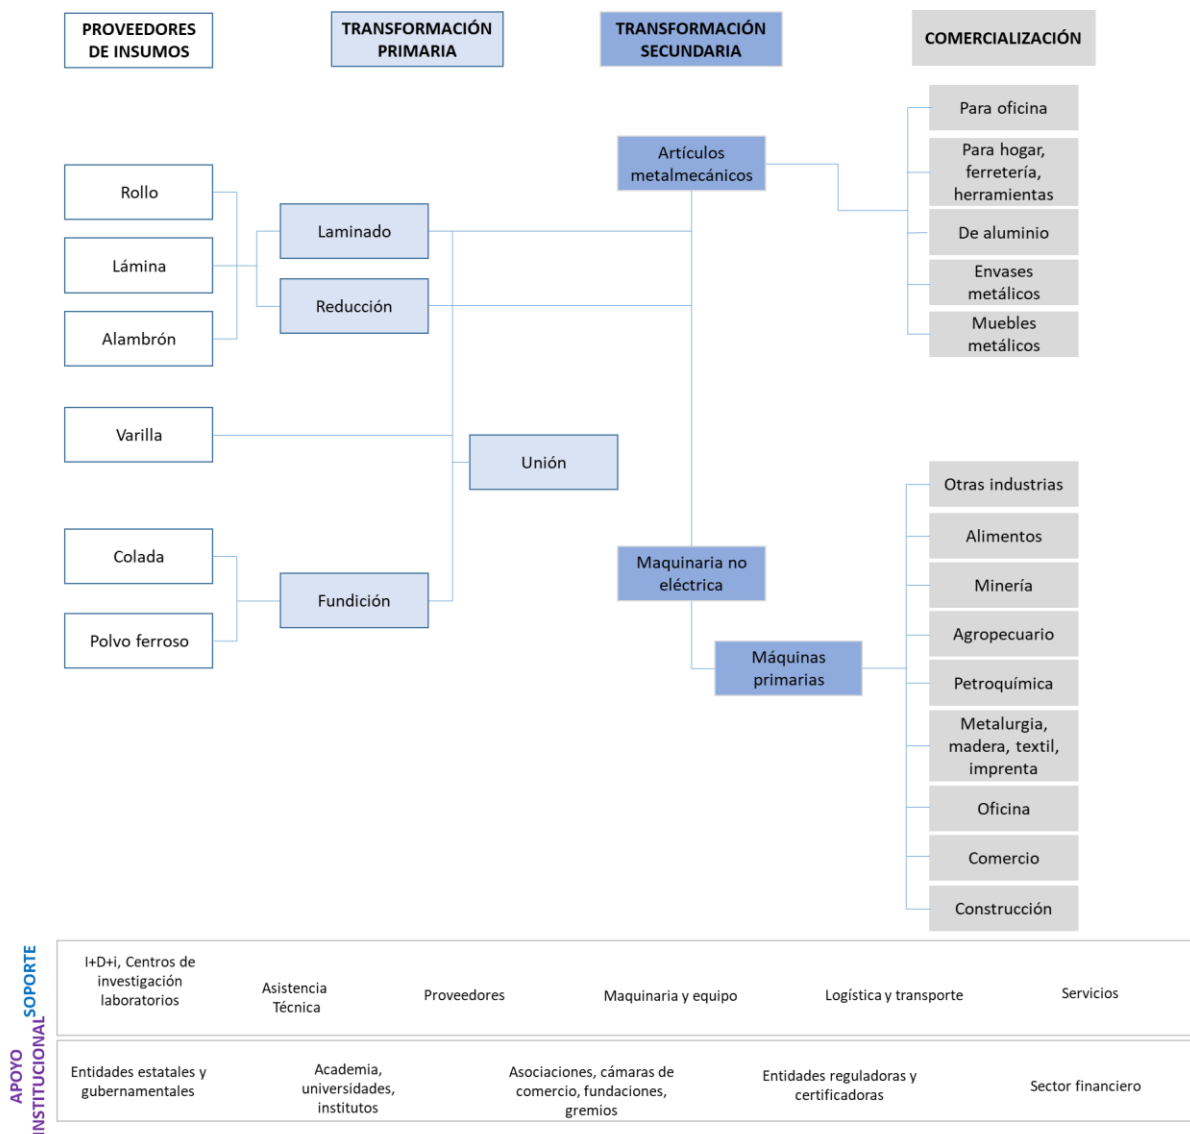 PROVEEDORES
DE INSUMOS
TRANSFORMACIÓN
PRIMARIA
TRANSFORMACIÓN
SECUNDARIA
COMERCIALIZACIÓN
Rollo
Lámina
Alambrón
Varilla
Colada
Polvo ferroso
Laminado
Reducción
Unión
Fundición
Artículos
metalmecánicos
Maquinaria no
eléctrica
Máquinas
primarias
Para oficina
Para hogar,
ferretería,
herramientas
De aluminio
Envases
metálicos
Muebles
metálicos
Otras industrias
Alimentos
Minería
Agropecuario
Petroquímica
Metalurgia,
madera, textil,
imprenta
Oficina
Comercio
Construcción
SOPORTE
I+D+i, Centros de
investigación
laboratorios
Asistencia
Técnica
Proveedores
Maquinaria y equipo
Logística y transporte
Servicios
APOYO
INSTITUCIONAL
Entidades estatales y
gubernamentales
Academia,
universidades,
institutos
Asociaciones, cámaras de
comercio, fundaciones,
gremios
Entidades reguladoras y
certificadoras
Sector financiero